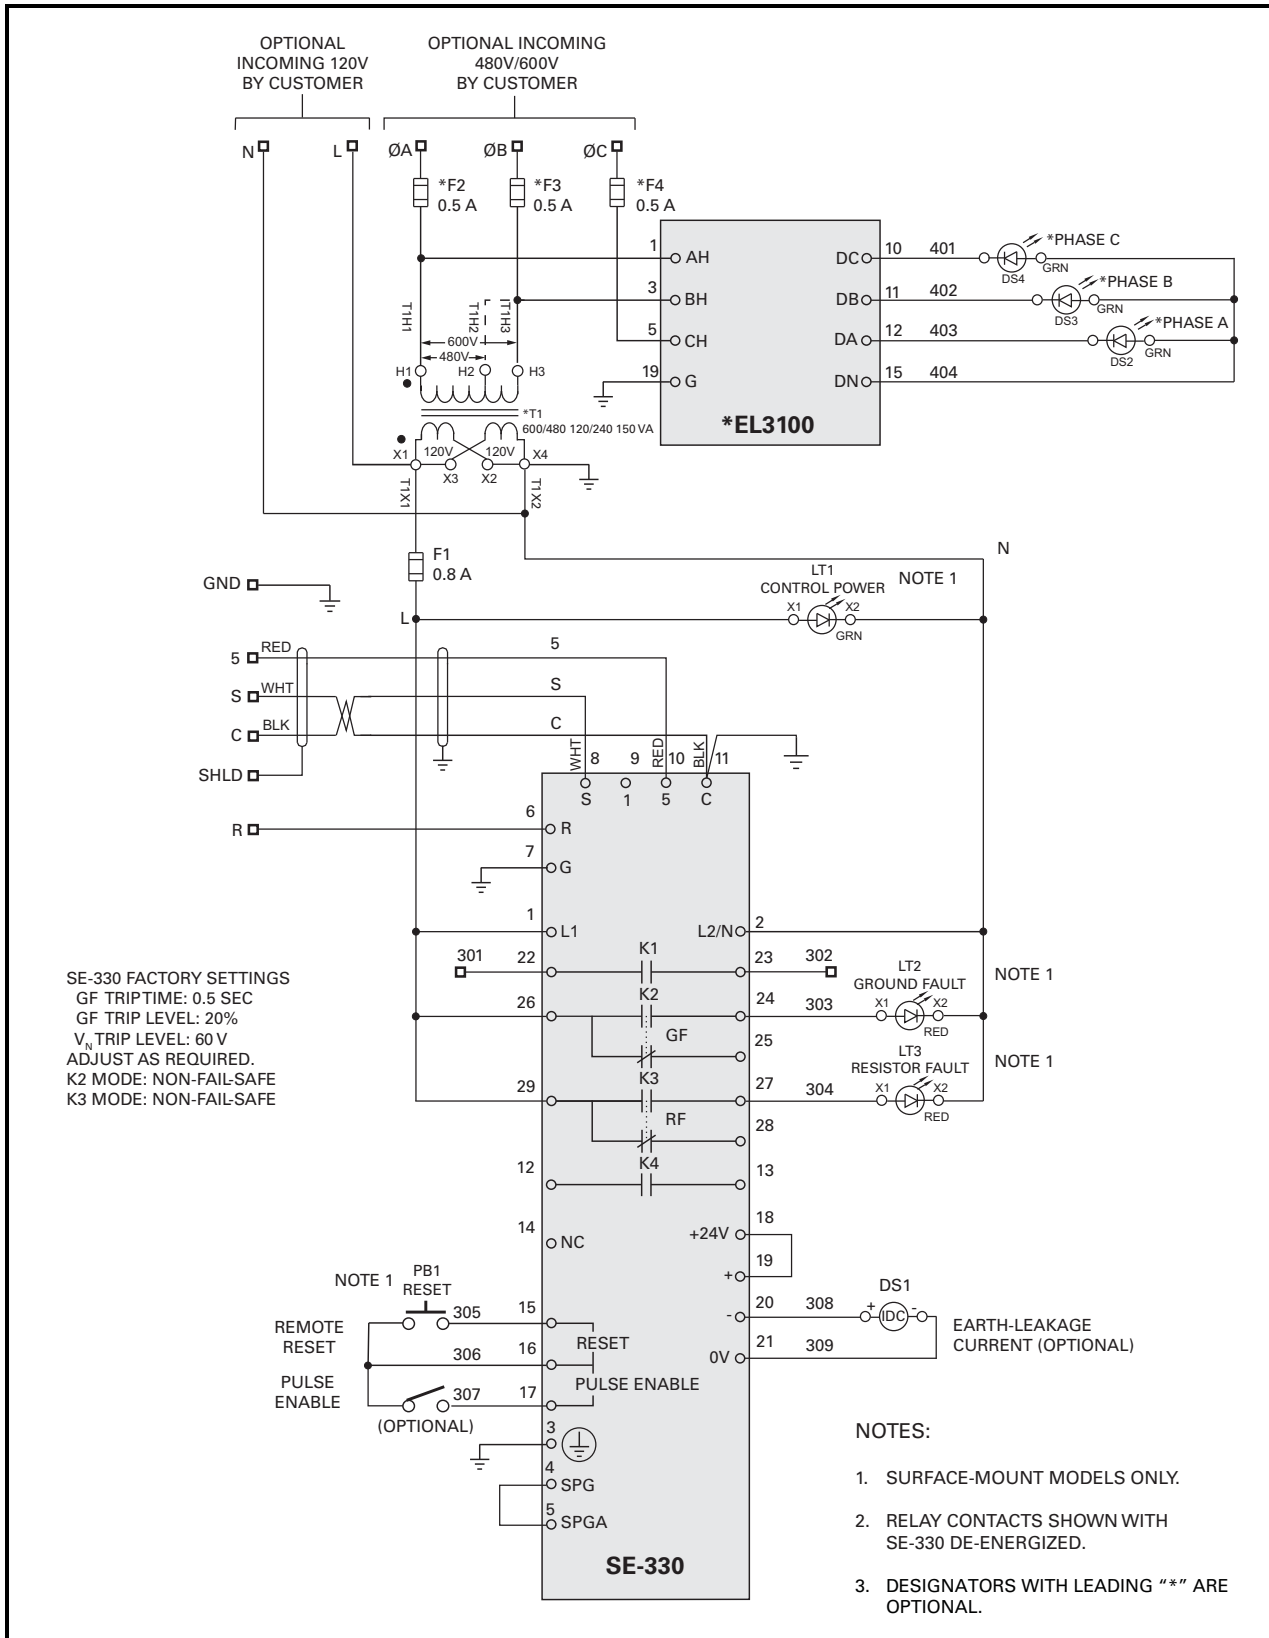 OPTIONAL
INCOMING 120V
BY CUSTOMER
OPTIONAL INCOMING
480V/600V
BY CUSTOMER
N
L
ØA
ØB
ØC
*F2
0.5 A
*F3
0.5 A
*F4
0.5 A
1
AH
3
BH
5
CH
19
G
DC
10
401
DB
11
402
DA
12
403
DN
15
404
*EL3100
*PHASE C
DS4
GRN
*PHASE B
DS3
GRN
*PHASE A
DS2
GRN
T1H1
T1H2
T1H3
600V
480V
H1
H2
H3
*T1
600/480 120/240 150 VA
120V
120V
X1
X3
X2
X4
T1X1
T1X2
F1
0.8 A
N
GND
L
LT1
CONTROL POWER
NOTE 1
X1
X2
GRN
5
RED
5
S
WHT
S
C
BLK
C
SHLD
WHT
8
9
RED
10
BLK
11
S
1
5
C
R
6
R
7
G
1
L1
L2/N
2
301
22
K1
23
302
26
K2
24
303
GF
25
29
K3
27
304
RF
28
12
K4
13
LT2
GROUND FAULT
NOTE 1
X1
X2
RED
LT3
RESISTOR FAULT
NOTE 1
X1
X2
RED
SE-330 FACTORY SETTINGS
GF TRIP TIME: 0.5 SEC
GF TRIP LEVEL: 20%
VN TRIP LEVEL: 60 V
ADJUST AS REQUIRED.
K2 MODE: NON-FAIL-SAFE
K3 MODE: NON-FAIL-SAFE
14
NC
+24V
18
+
19
-
20
308
0V
21
309
DS1
+
IDC
-
EARTH-LEAKAGE
CURRENT (OPTIONAL)
NOTE 1
PB1
RESET
REMOTE
RESET
305
15
RESET
306
16
PULSE
ENABLE
307
17
PULSE ENABLE
(OPTIONAL)
3
4
SPG
5
SPGA
SE-330
NOTES:
1. SURFACE-MOUNT MODELS ONLY.
2. RELAY CONTACTS SHOWN WITH
SE-330 DE-ENERGIZED.
3. DESIGNATORS WITH LEADING “*” ARE
OPTIONAL.